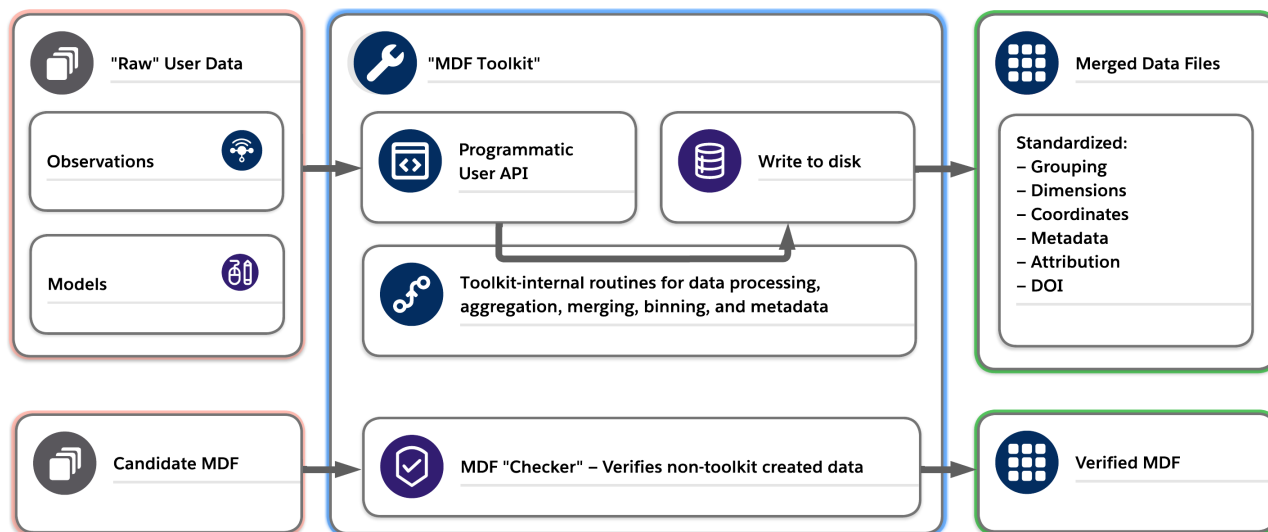 "Raw" User Data
Observations
Models
"MDF Toolkit"
Programmatic
User API
Write to disk
Toolkit-internal routines for data processing,
aggregation, merging, binning, and metadata
Merged Data Files
Standardized:
– Grouping
– Dimensions
– Coordinates
– Metadata
– Attribution
– DOI
Candidate MDF
MDF "Checker" – Verifies non-toolkit created data
Verified MDF